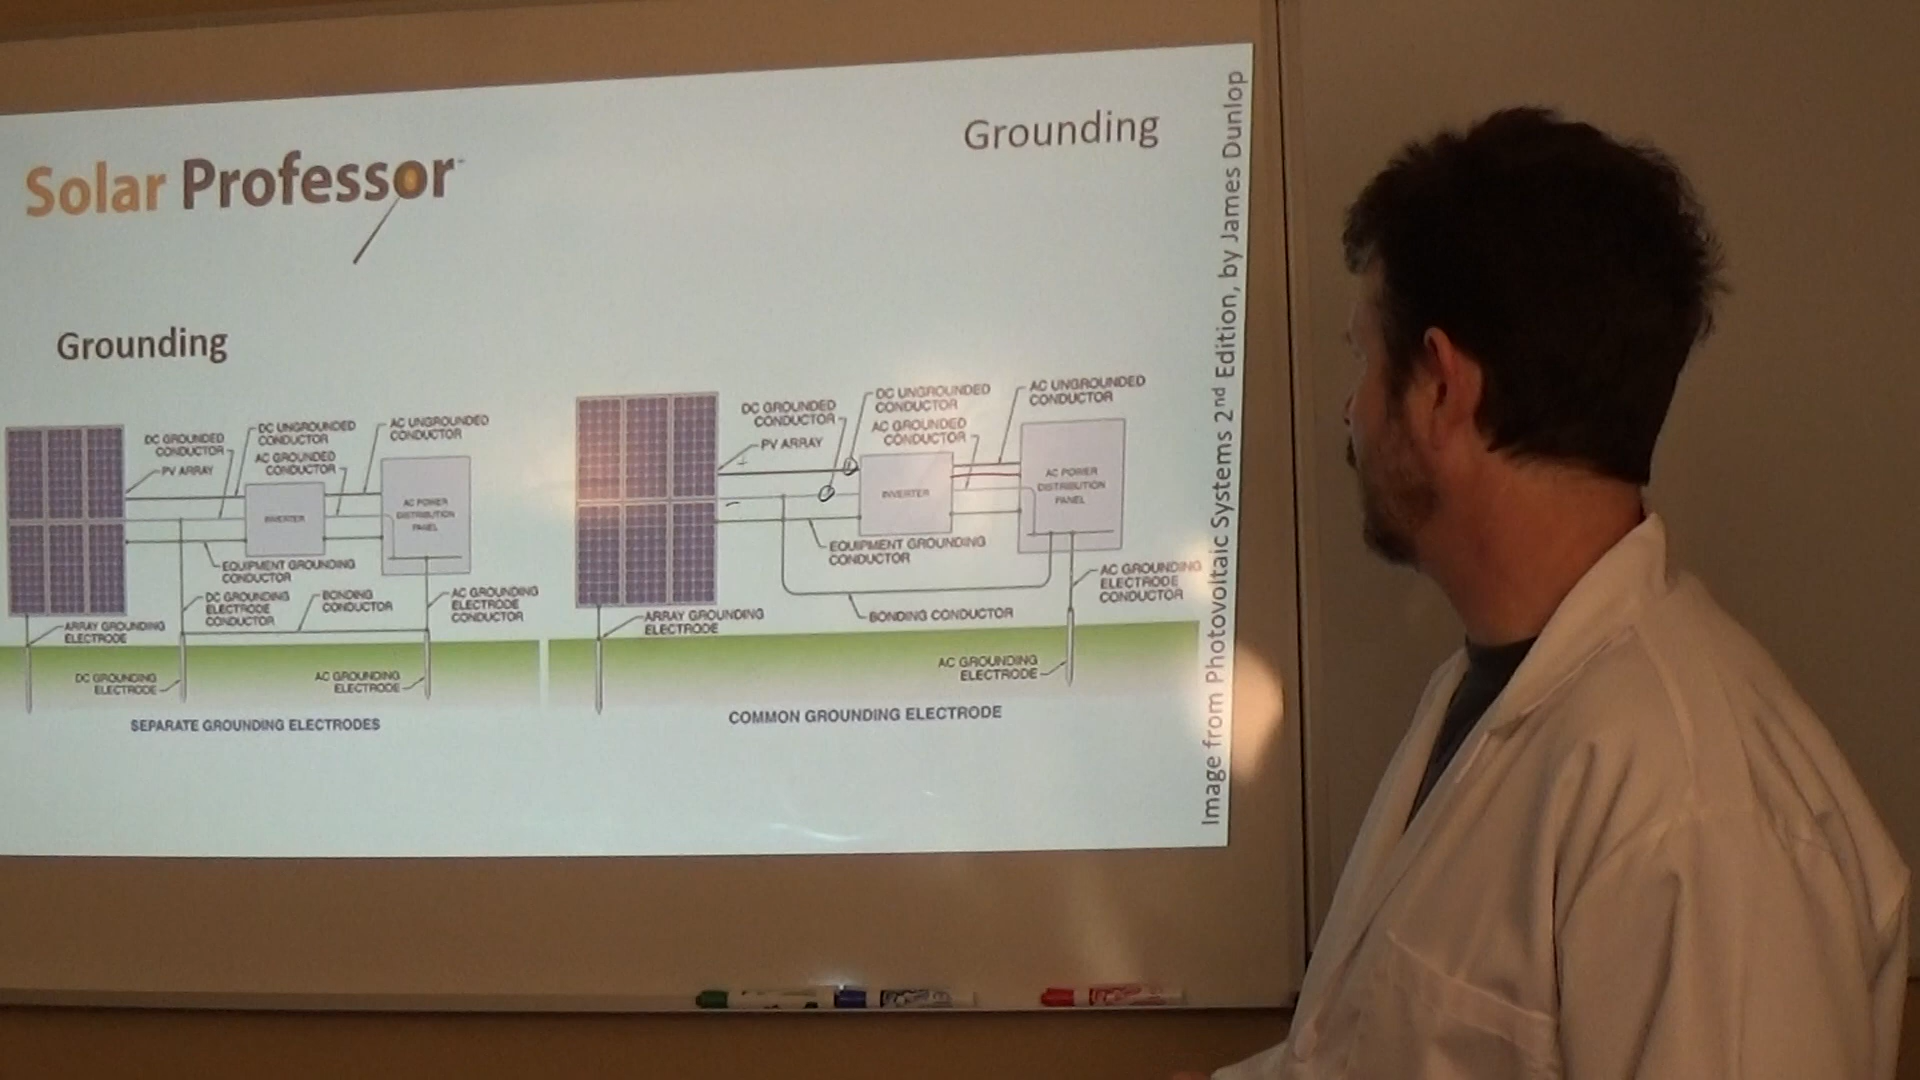 Solar Professor
Grounding
Grounding
DC GROUNDED
CONDUCTOR
DC UNGROUNDED
CONDUCTOR
AC GROUNDED
CONDUCTOR
AC UNGROUNDED
CONDUCTOR
PV ARRAY
INVERTER
AC POWER
DISTRIBUTION
PANEL
EQUIPMENT GROUNDING
CONDUCTOR
DC GROUNDING
ELECTRODE
CONDUCTOR
BONDING
CONDUCTOR
AC GROUNDING
ELECTRODE
CONDUCTOR
ARRAY GROUNDING
ELECTRODE
DC GROUNDING
ELECTRODE
AC GROUNDING
ELECTRODE
SEPARATE GROUNDING ELECTRODES
DC GROUNDED
CONDUCTOR
DC UNGROUNDED
CONDUCTOR
AC GROUNDED
CONDUCTOR
AC UNGROUNDED
CONDUCTOR
PV ARRAY
+
INVERTER
AC POWER
DISTRIBUTION
PANEL
EQUIPMENT GROUNDING
CONDUCTOR
AC GROUNDING
ELECTRODE
CONDUCTOR
BONDING CONDUCTOR
ARRAY GROUNDING
ELECTRODE
AC GROUNDING
ELECTRODE
COMMON GROUNDING ELECTRODE
Image from Photovoltaic Systems 2nd Edition, by James Dunlop